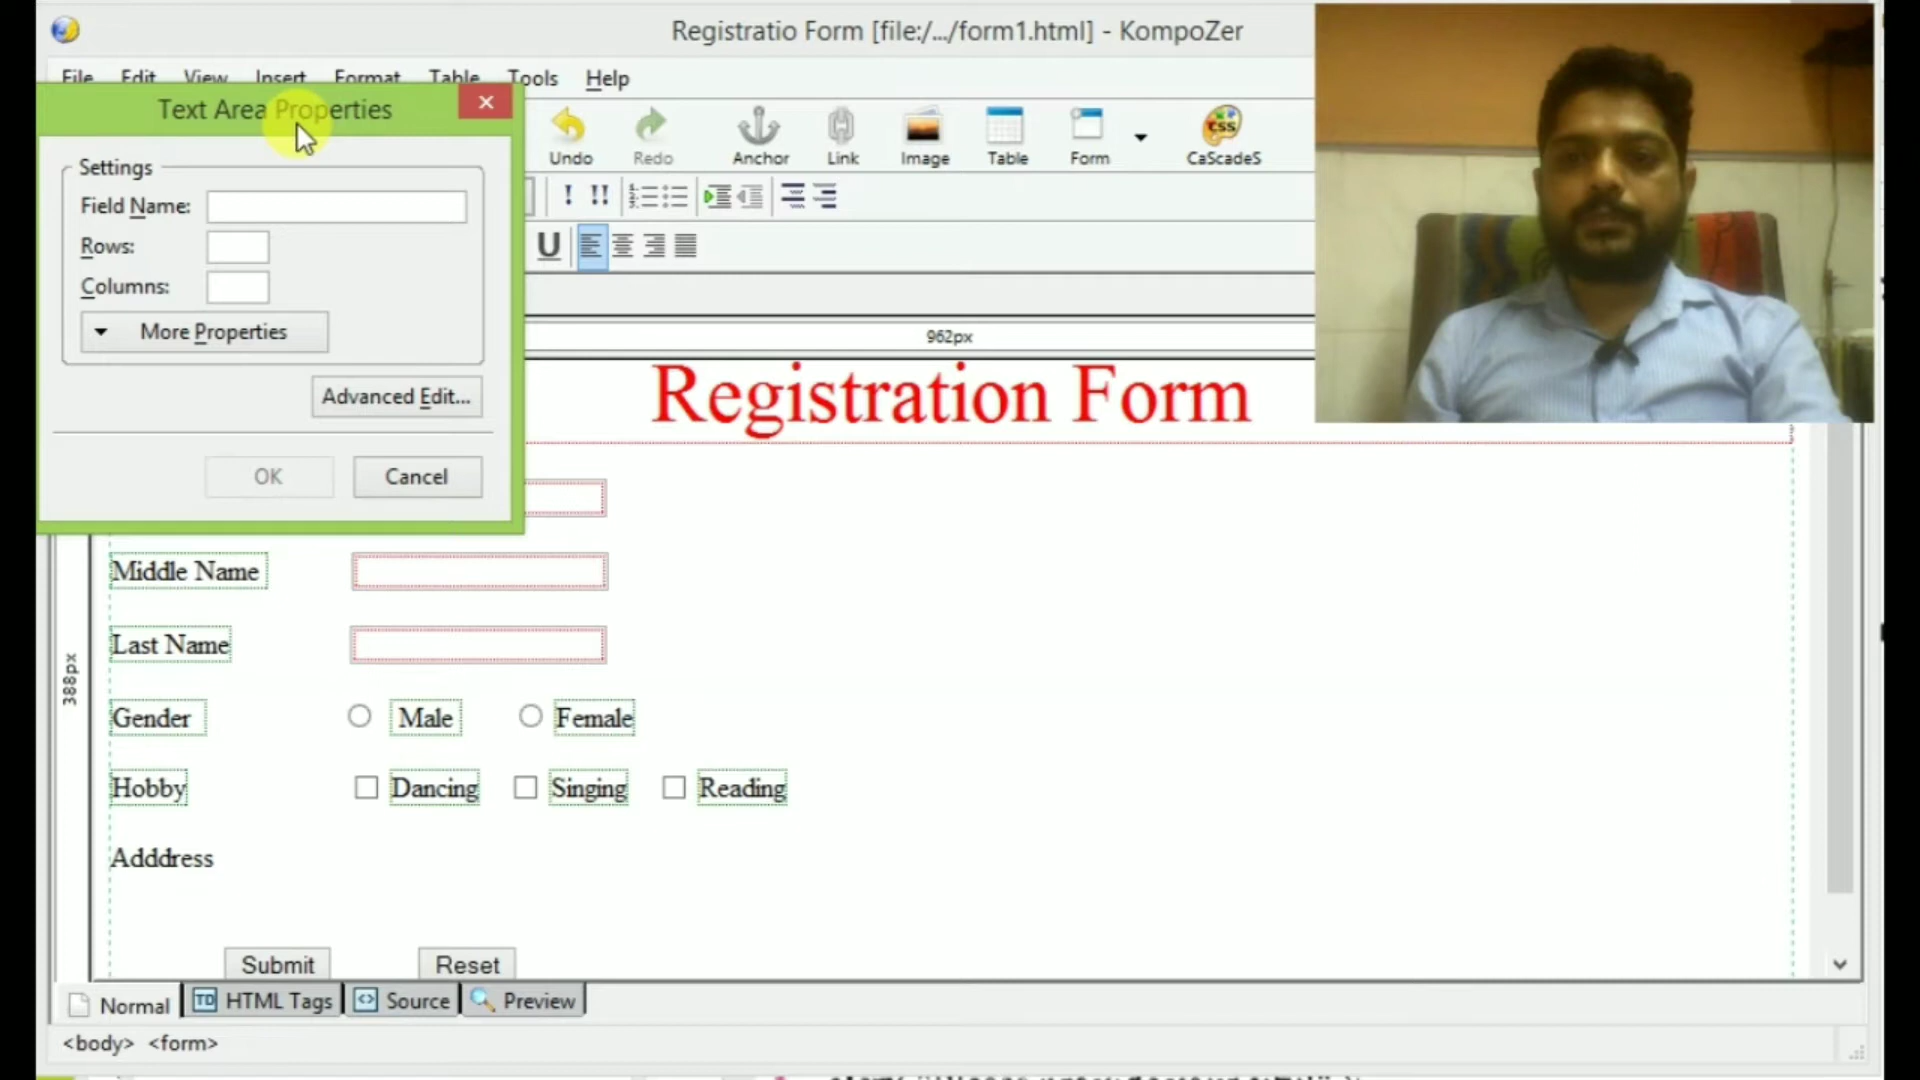 Registratio Form [file:/.../form1.html] - KompoZer
File Edit View Insert Format Table Tools Help
Text Area Properties
Undo Redo Anchor Link Image Table Form CaScadeS
Settings
Field Name:
Rows:
Columns:
More Properties
Advanced Edit...
OK Cancel
962px
Registration Form
Middle Name
Last Name
388px
Gender Male Female
Hobby Dancing Singing Reading
Adddress
Submit Reset
Normal HTML Tags Source Preview
<body> <form>